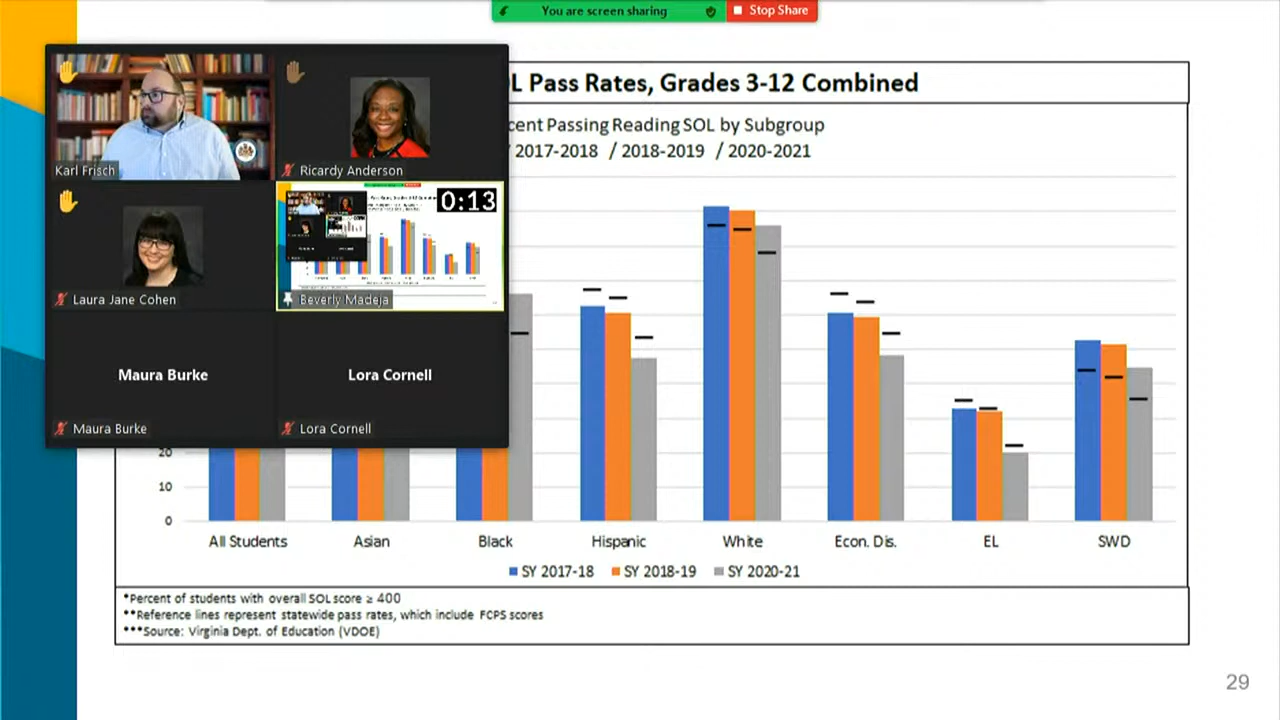 You are screen sharing
Stop Share
Karl Frisch
Ricardy Anderson
Laura Jane Cohen
0:13
Beverly Madeja
Maura Burke
Lora Cornell
Maura Burke
Lora Cornell
L Pass Rates, Grades 3-12 Combined
cent Passing Reading SOL by Subgroup
/ 2017-2018 / 2018-2019 / 2020-2021
20
10
0
All Students Asian Black Hispanic White Econ. Dis. EL SWD
SY 2017-18 SY 2018-19 SY 2020-21
*Percent of students with overall SOL score ≥ 400
**Reference lines represent statewide pass rates, which include FCPS scores
***Source: Virginia Dept. of Education (VDOE)
29